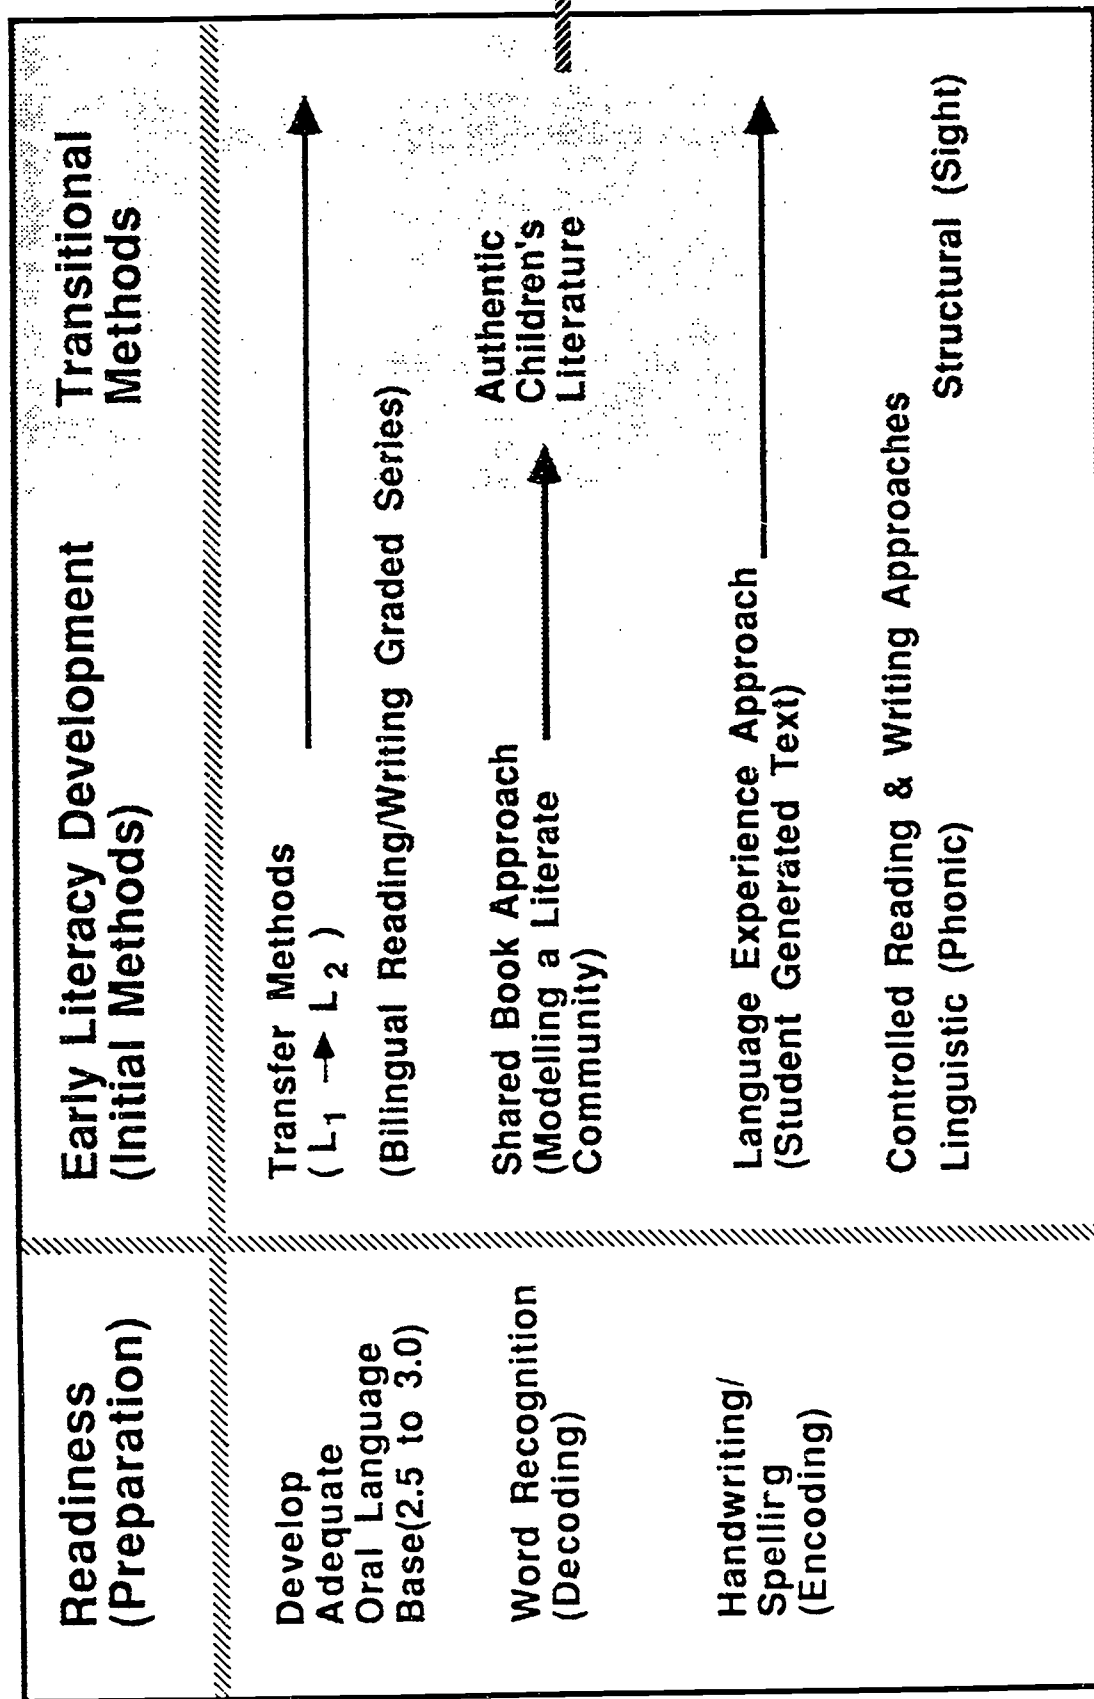 Readiness
(Preparation)
Early Literacy Development
(Initial Methods)
Transitional
Methods
Develop
Adequate
Oral Language
Base(2.5 to 3.0)
Word Recognition
(Decoding)
Handwriting/
Spelling
(Encoding)
Transfer Methods
( L1 → L2 )
(Bilingual Reading/Writing Graded Series)
Shared Book Approach
(Modelling a Literate
Community)
Authentic
Children's
Literature
Language Experience Approach
(Student Generated Text)
Controlled Reading & Writing Approaches
Linguistic (Phonic)
Structural (Sight)